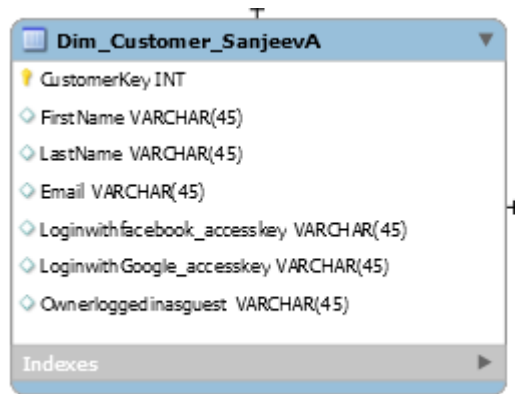 Dim_Customer_SanjeevA
CustomerKey INT
FirstName VARCHAR(45)
LastName VARCHAR(45)
Email VARCHAR(45)
Loginwithfacebook_accesskey VARCHAR(45)
LoginwithGoogle_accesskey VARCHAR(45)
Ownerloggedinasguest VARCHAR(45)
Indexes